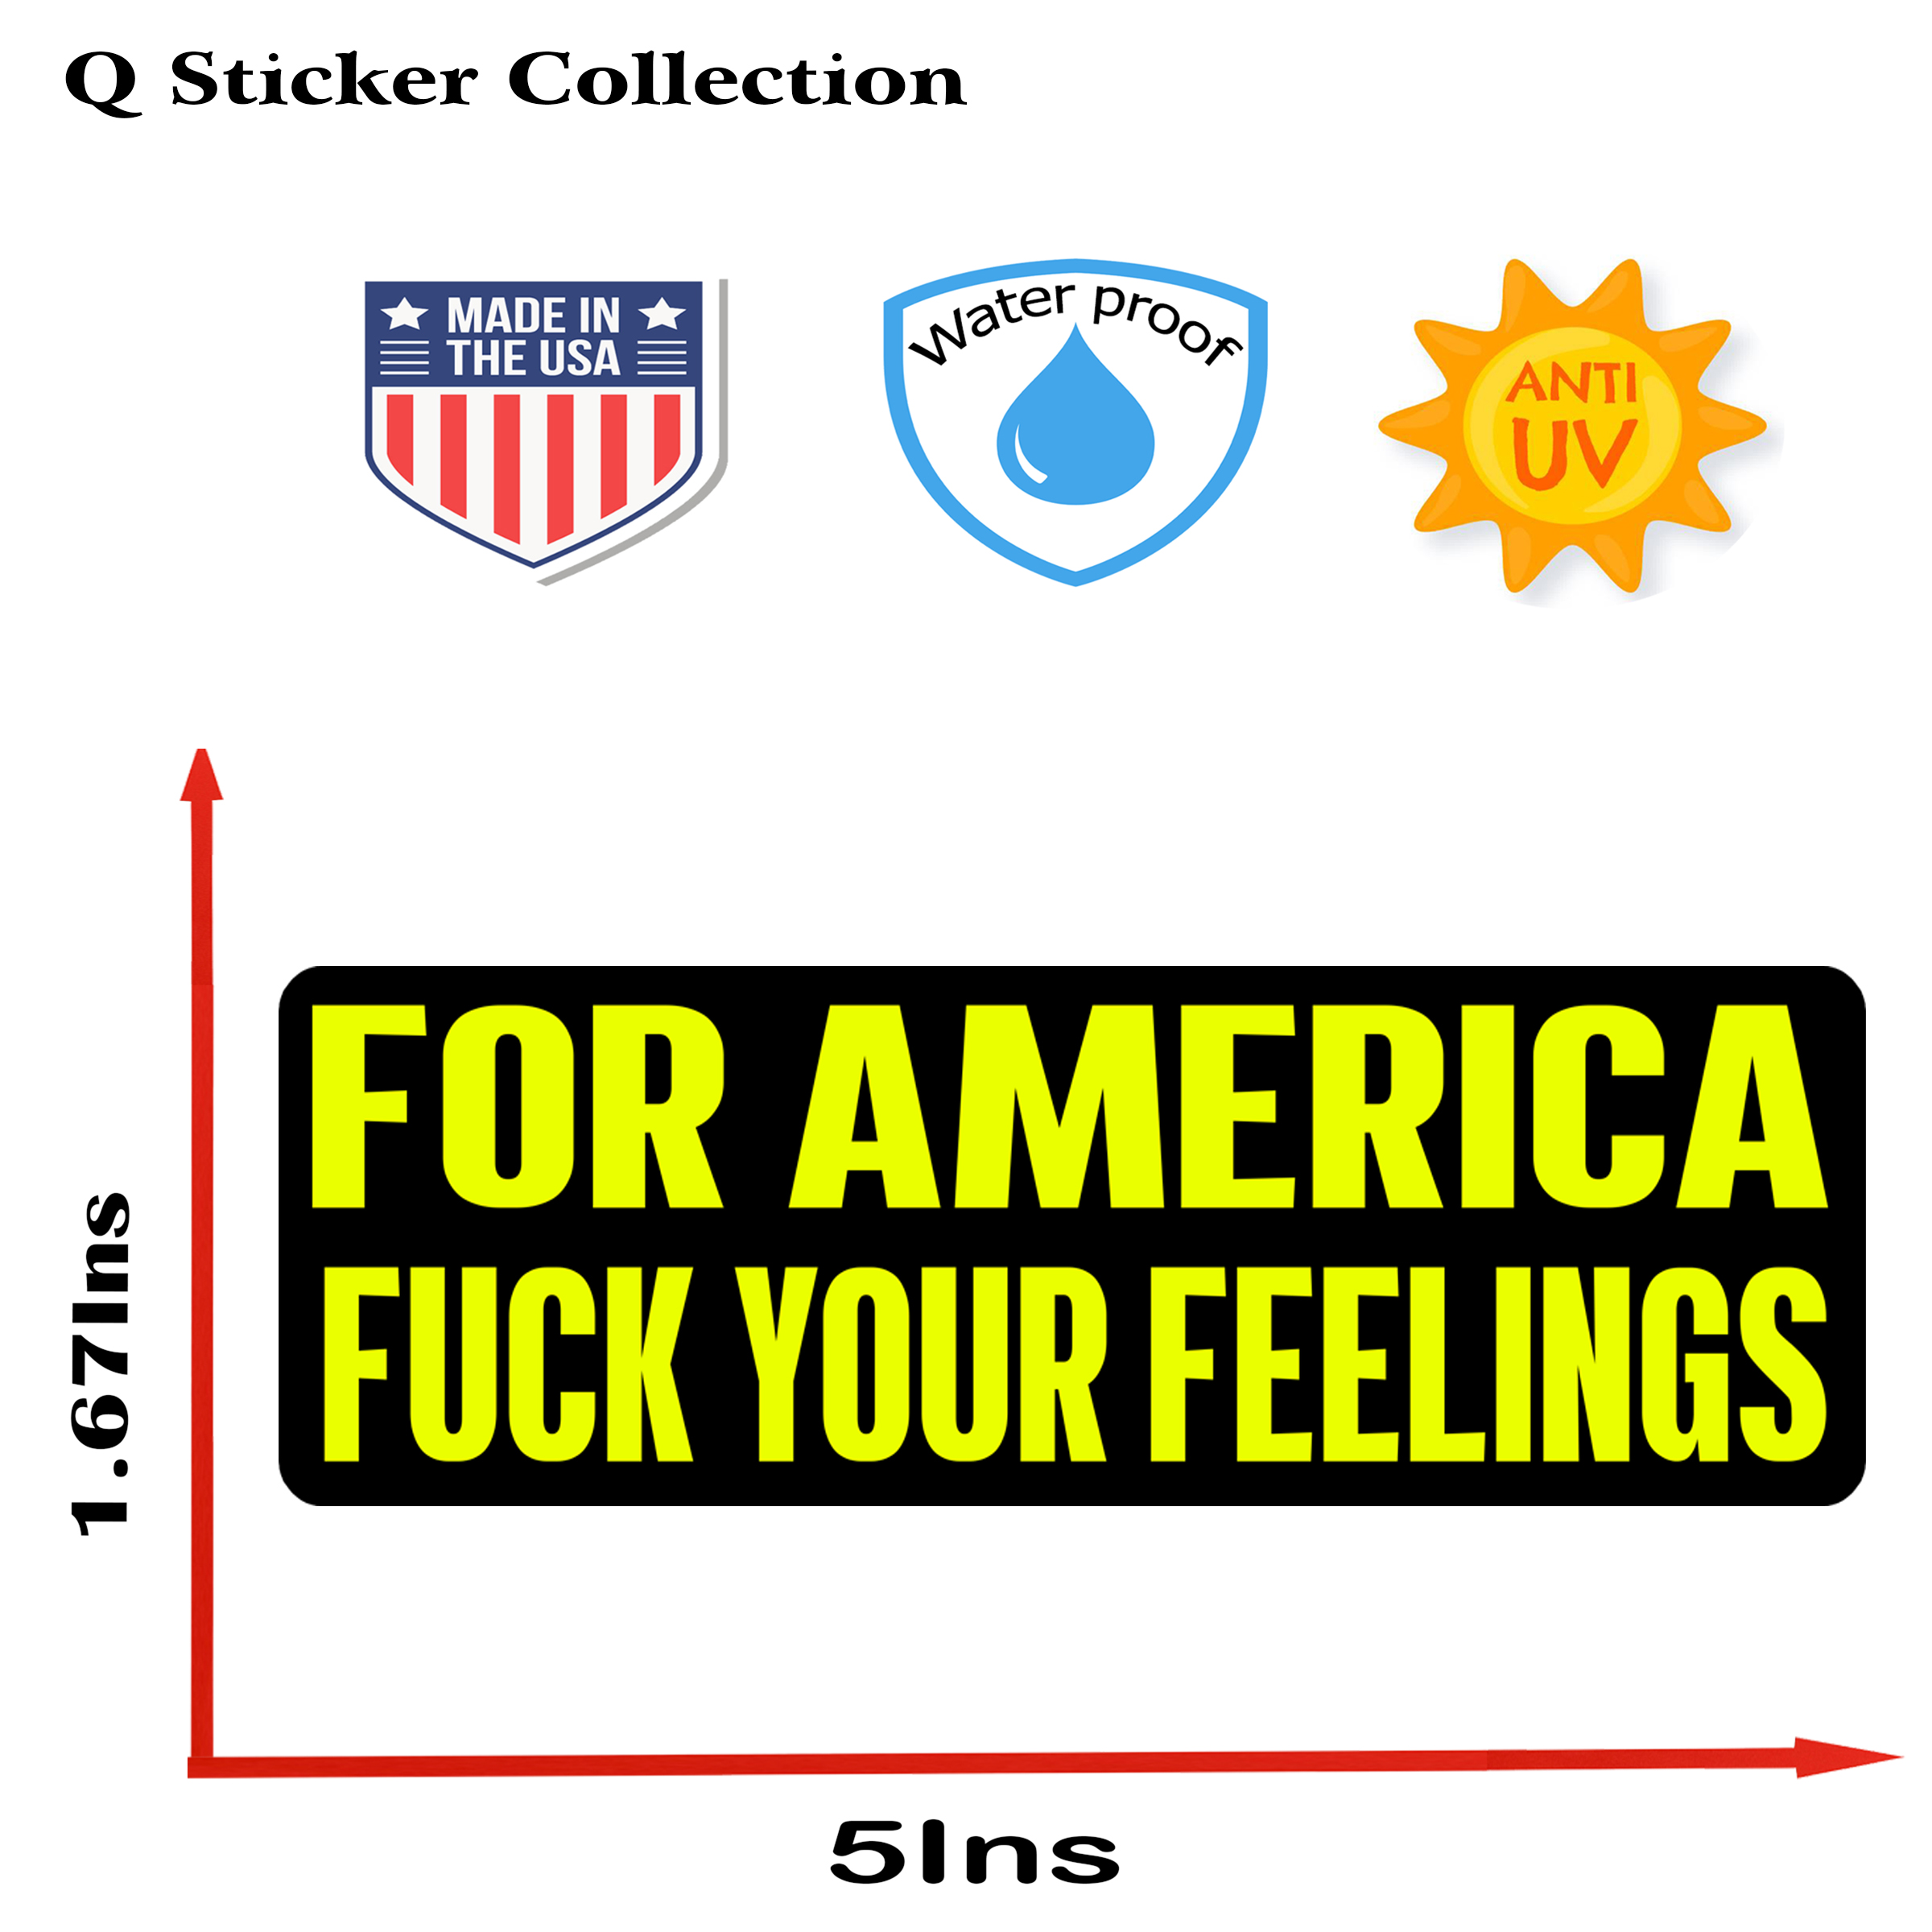 Q Sticker Collection
MADE IN
THE USA
Water proof
ANTI
UV
1.67Ins
FOR AMERICA
FUCK YOUR FEELINGS
5Ins